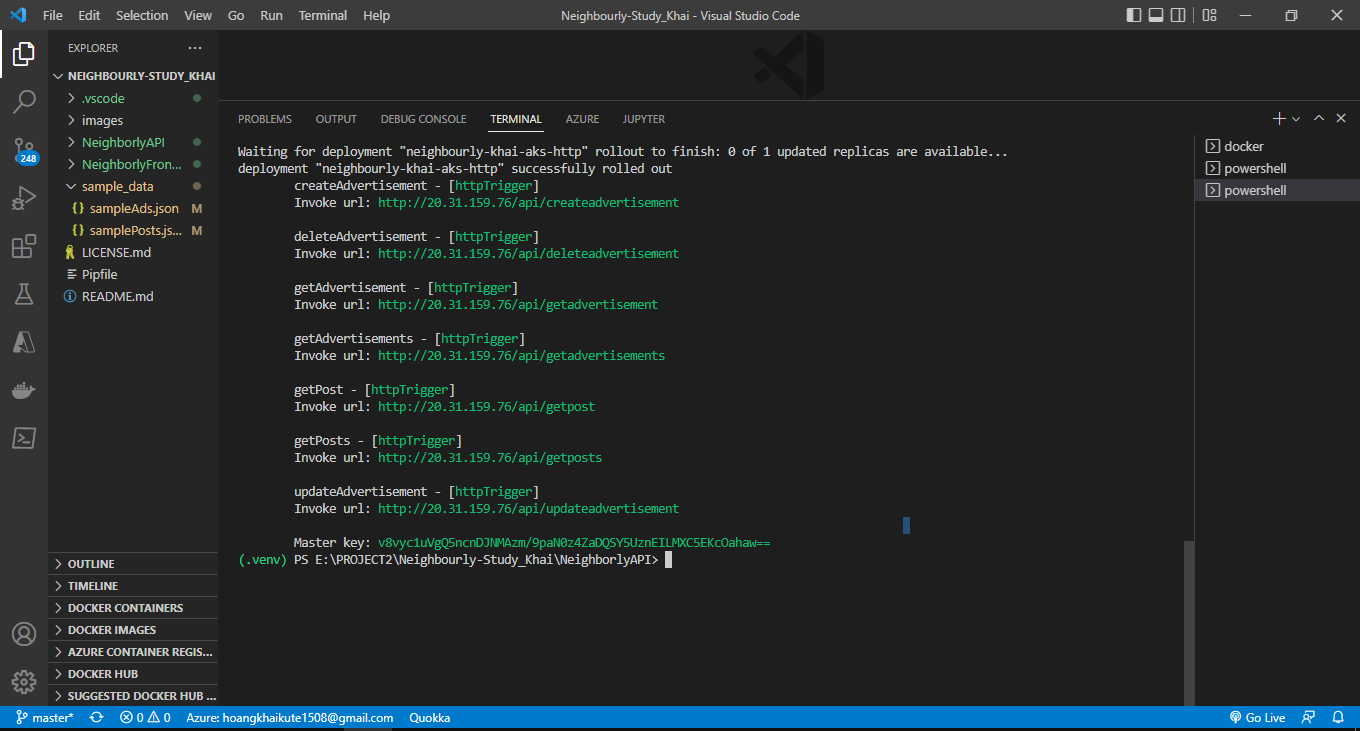 File Edit Selection View Go Run Terminal Help
Neighbourly-Study_Khai - Visual Studio Code
EXPLORER
NEIGHBOURLY-STUDY_KHAI
.vscode
images
NeighborlyAPI
NeighborlyFron...
sample_data
sampleAds.json M
samplePosts.js... M
LICENSE.md
Pipfile
README.md
248
OUTLINE
TIMELINE
DOCKER CONTAINERS
DOCKER IMAGES
AZURE CONTAINER REGIS...
DOCKER HUB
SUGGESTED DOCKER HUB ...
PROBLEMS OUTPUT DEBUG CONSOLE TERMINAL AZURE JUPYTER
Waiting for deployment "neighbourly-khai-aks-http" rollout to finish: 0 of 1 updated replicas are available...
deployment "neighbourly-khai-aks-http" successfully rolled out
createAdvertisement - [httpTrigger]
Invoke url: http://20.31.159.76/api/createadvertisement
deleteAdvertisement - [httpTrigger]
Invoke url: http://20.31.159.76/api/deleteadvertisement
getAdvertisement - [httpTrigger]
Invoke url: http://20.31.159.76/api/getadvertisement
getAdvertisements - [httpTrigger]
Invoke url: http://20.31.159.76/api/getadvertisements
getPost - [httpTrigger]
Invoke url: http://20.31.159.76/api/getpost
getPosts - [httpTrigger]
Invoke url: http://20.31.159.76/api/getposts
updateAdvertisement - [httpTrigger]
Invoke url: http://20.31.159.76/api/updateadvertisement
Master key: v8vyc1uVgQ5ncnDJNMAzm/9paN0z4ZaDQSY5UznEILMXC5EKcOahaw==
(.venv) PS E:\PROJECT2\Neighbourly-Study_Khai\NeighborlyAPI>
docker
powershell
powershell
master* 0 0 Azure: hoangkhaikute1508@gmail.com Quokka
Go Live